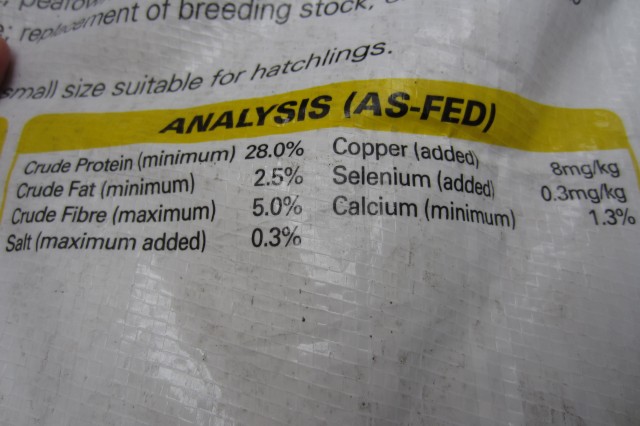 of breeding stock,
replacement
small size suitable for hatchlings.
ANALYSIS (AS-FED)
Crude Protein (minimum) 28.0%
Crude Fat (minimum) 2.5%
Crude Fibre (maximum) 5.0%
Salt (maximum added) 0.3%
Copper (added) 8mg/kg
Selenium (added) 0.3mg/kg
Calcium (minimum) 1.3%